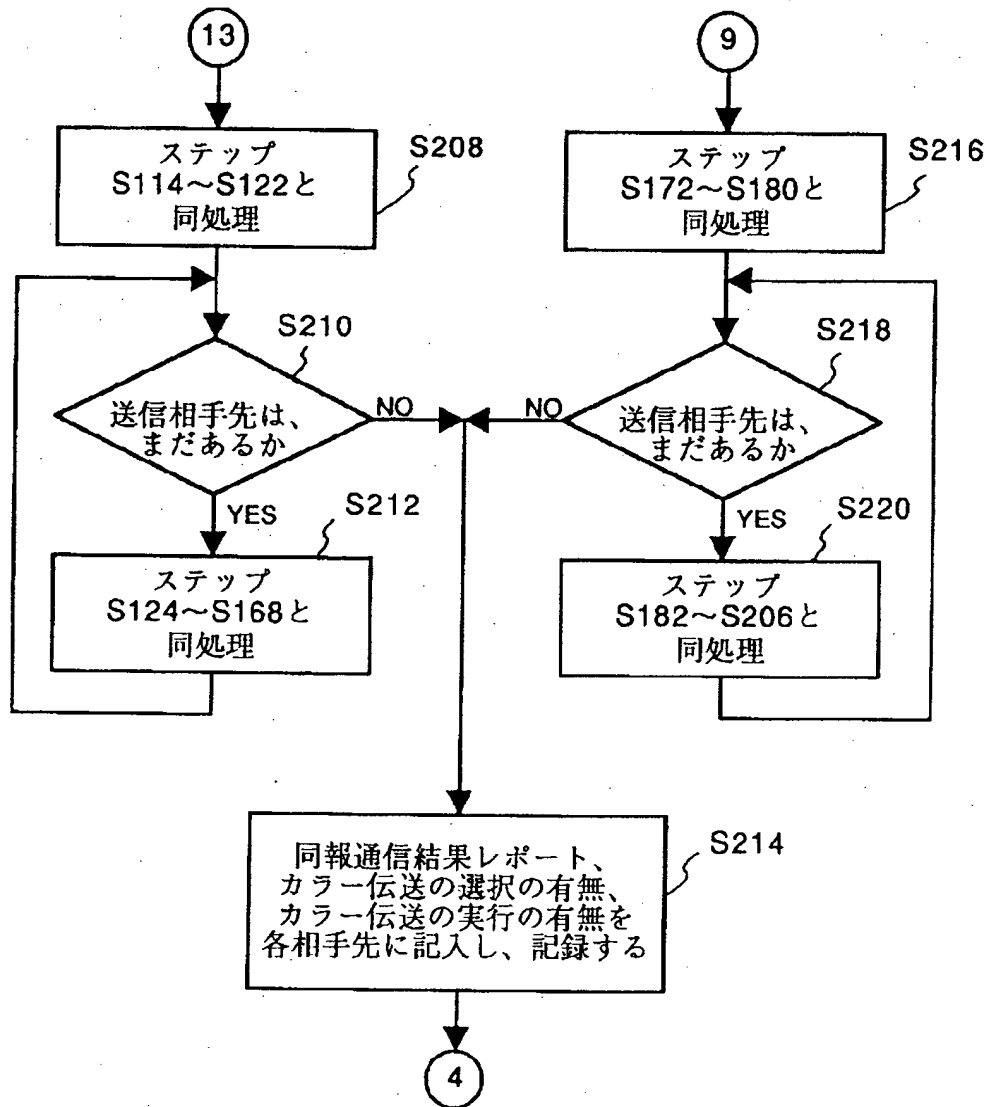 13
ステップ
S114～S122と
同処理
S208
S210
送信相手先は、
まだあるか
NO
YES
S212
ステップ
S124～S168と
同処理
9
ステップ
S172～S180と
同処理
S216
S218
送信相手先は、
まだあるか
NO
YES
S220
ステップ
S182～S206と
同処理
S214
同報通信結果レポート、
カラー伝送の選択の有無、
カラー伝送の実行の有無を
各相手先に記入し、記録する
4